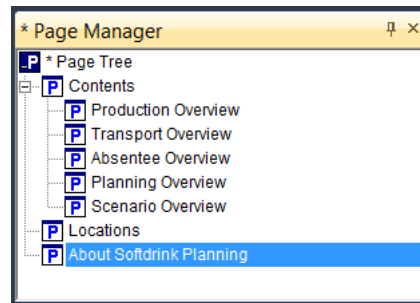 * Page Manager
* Page Tree
Contents
Production Overview
Transport Overview
Absentee Overview
Planning Overview
Scenario Overview
Locations
About Softdrink Planning